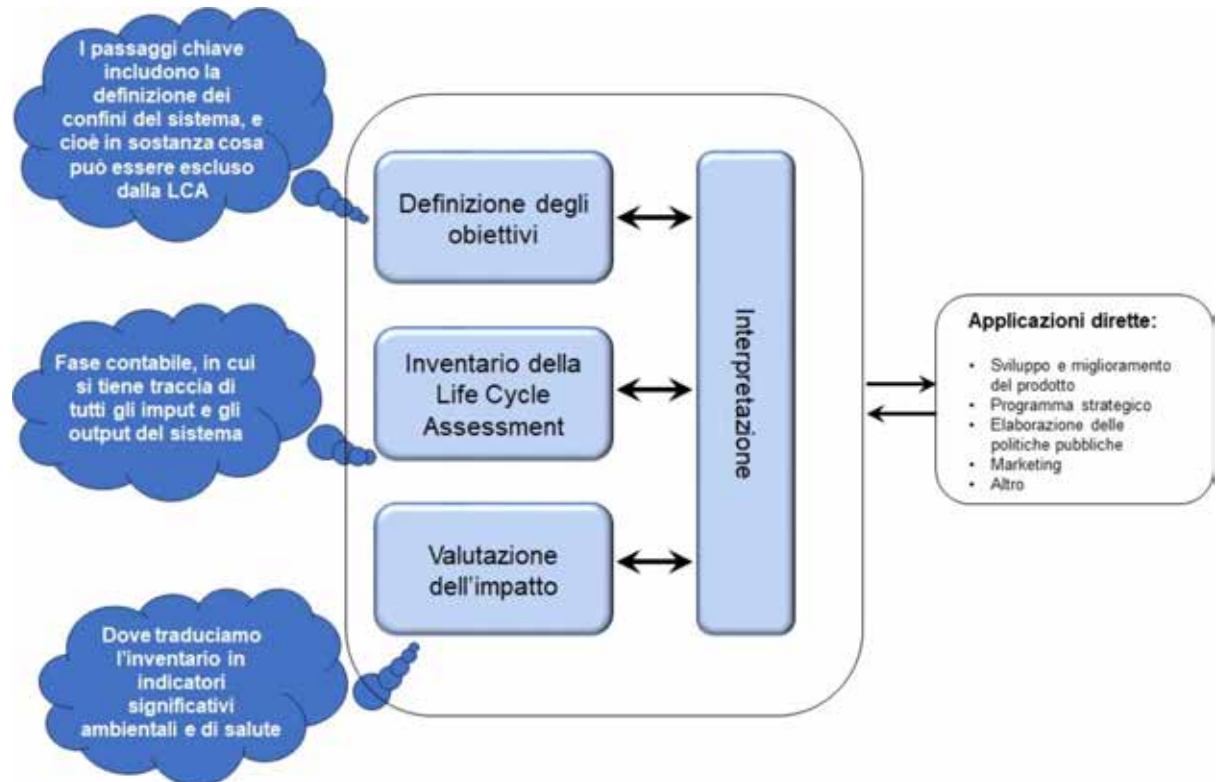 I passaggi chiave
includono la
definizione dei
confini del sistema, e
cioè in sostanza cosa
può essere escluso
dalla LCA
Definizione degli
obiettivi
Fase contabile, in cui
si tiene traccia di
tutti gli imput e gli
output del sistema
Inventario della
Life Cycle
Assessment
Dove traduciamo
l'inventario in
indicatori
significativi
ambientali e di salute
Valutazione
dell'impatto
Interpretazione
Applicazioni dirette:
• Sviluppo e miglioramento
del prodotto
• Programma strategico
• Elaborazione delle
politiche pubbliche
• Marketing
• Altro